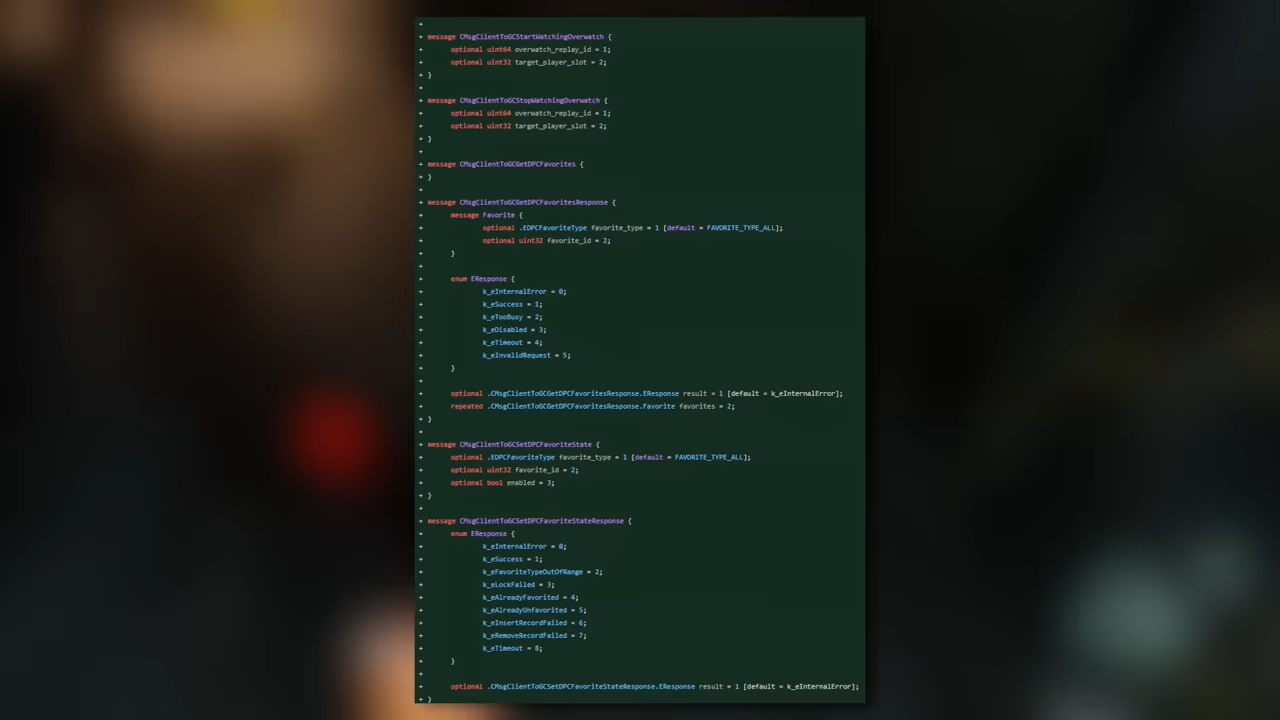 +
+ message CMsgClientToGCStartWatchingOverwatch {
+ optional uint64 overwatch_replay_id = 1;
+ optional uint32 target_player_slot = 2;
+ }
+
+ message CMsgClientToGCStopWatchingOverwatch {
+ optional uint64 overwatch_replay_id = 1;
+ optional uint32 target_player_slot = 2;
+ }
+
+ message CMsgClientToGCGetDPCFavorites {
+ }
+
+ message CMsgClientToGCGetDPCFavoritesResponse {
+ message Favorite {
+ optional .EDPCFavoriteType favorite_type = 1 [default = FAVORITE_TYPE_ALL];
+ optional uint32 favorite_id = 2;
+ }
+
+ enum EResponse {
+ k_eInternalError = 0;
+ k_eSuccess = 1;
+ k_eTooBusy = 2;
+ k_eDisabled = 3;
+ k_eTimeout = 4;
+ k_eInvalidRequest = 5;
+ }
+
+ optional .CMsgClientToGCGetDPCFavoritesResponse.EResponse result = 1 [default = k_eInternalError];
+ repeated .CMsgClientToGCGetDPCFavoritesResponse.Favorite favorites = 2;
+ }
+
+ message CMsgClientToGCSetDPCFavoriteState {
+ optional .EDPCFavoriteType favorite_type = 1 [default = FAVORITE_TYPE_ALL];
+ optional uint32 favorite_id = 2;
+ optional bool enabled = 3;
+ }
+
+ message CMsgClientToGCSetDPCFavoriteStateResponse {
+ enum EResponse {
+ k_eInternalError = 0;
+ k_eSuccess = 1;
+ k_eFavoriteTypeOutOfRange = 2;
+ k_eLockFailed = 3;
+ k_eAlreadyFavorited = 4;
+ k_eAlreadyUnfavorited = 5;
+ k_eInsertRecordFailed = 6;
+ k_eRemoveRecordFailed = 7;
+ k_eTimeout = 8;
+ }
+
+ optional .CMsgClientToGCSetDPCFavoriteStateResponse.EResponse result = 1 [default = k_eInternalError];
+ }